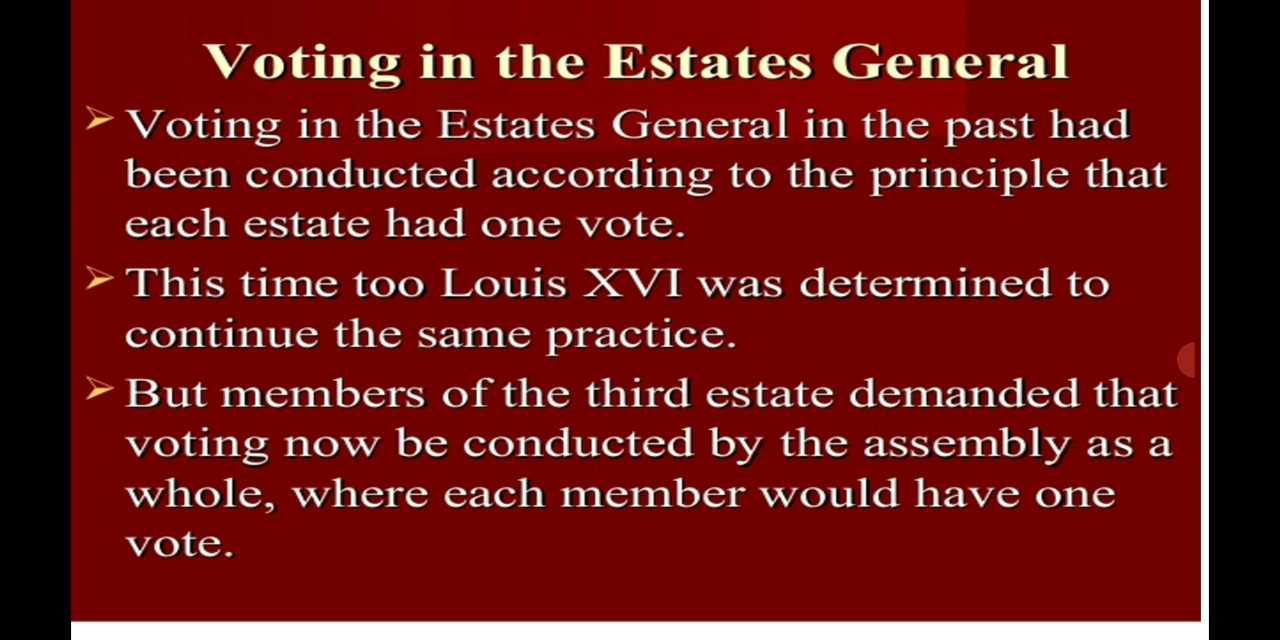 Voting in the Estates General
➢ Voting in the Estates General in the past had
been conducted according to the principle that
each estate had one vote.
➢ This time too Louis XVI was determined to
continue the same practice.
➢ But members of the third estate demanded that
voting now be conducted by the assembly as a
whole, where each member would have one
vote.